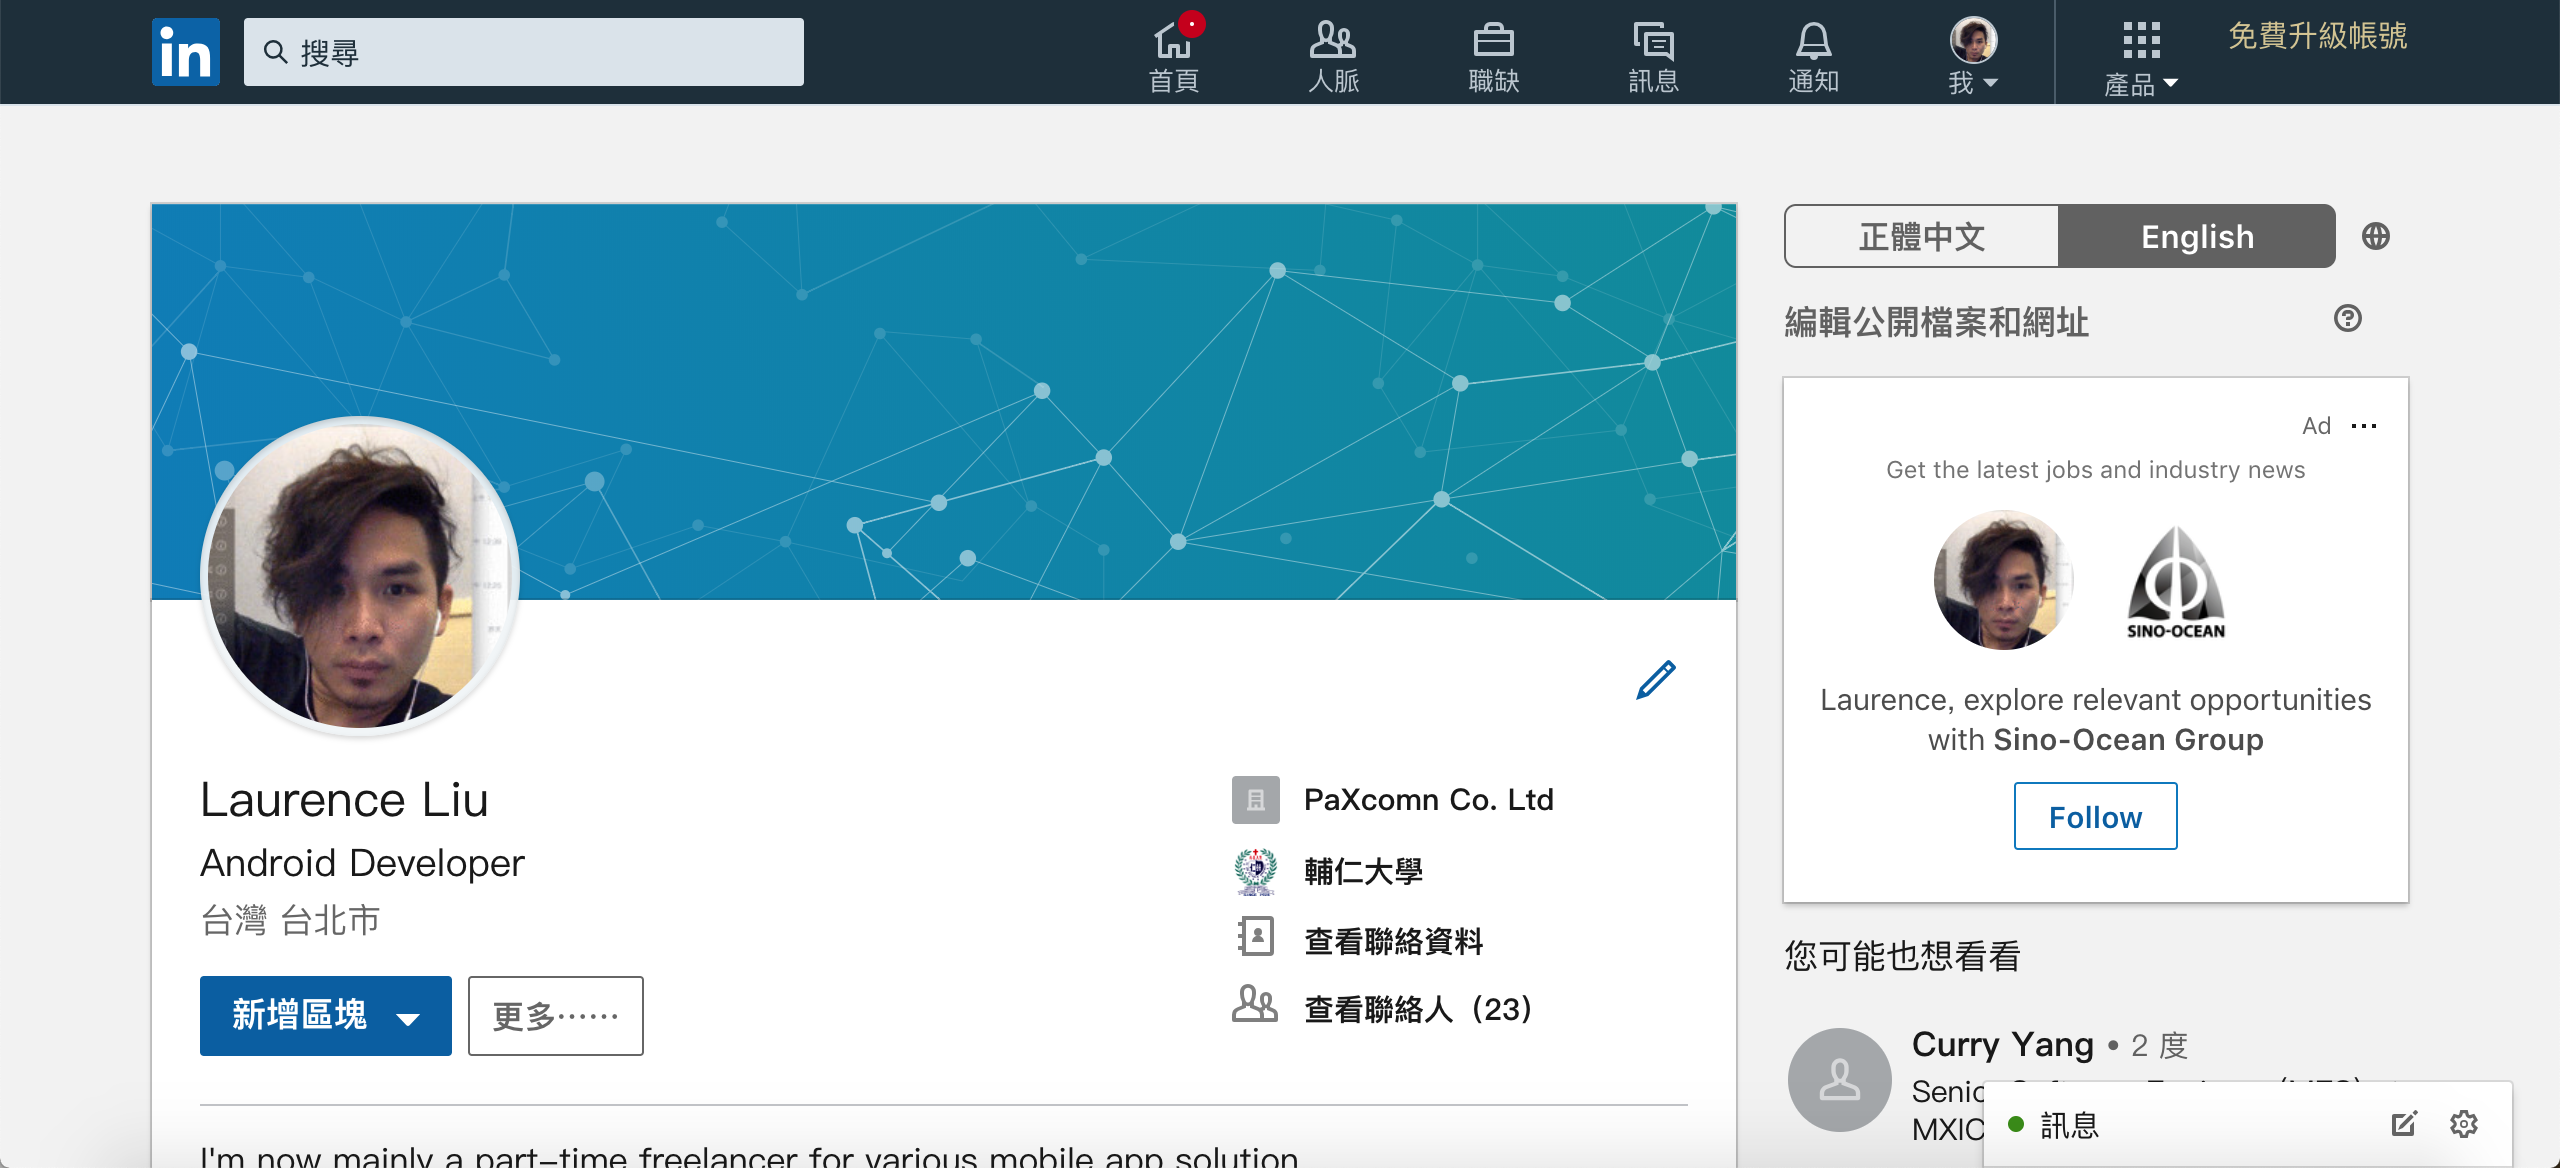 in
搜尋
首頁
人脈
職缺
訊息
通知
我
產品
免費升級帳號
正體中文
English
編輯公開檔案和網址
Ad
Get the latest jobs and industry news
SINO-OCEAN
Laurence, explore relevant opportunities
with Sino-Ocean Group
Follow
Laurence Liu
Android Developer
台灣 台北市
新增區塊
更多……
PaXcomn Co. Ltd
輔仁大學
查看聯絡資料
查看聯絡人（23）
I'm now mainly a part-time freelancer for various mobile app solution
您可能也想看看
Curry Yang • 2 度
MXIC
訊息